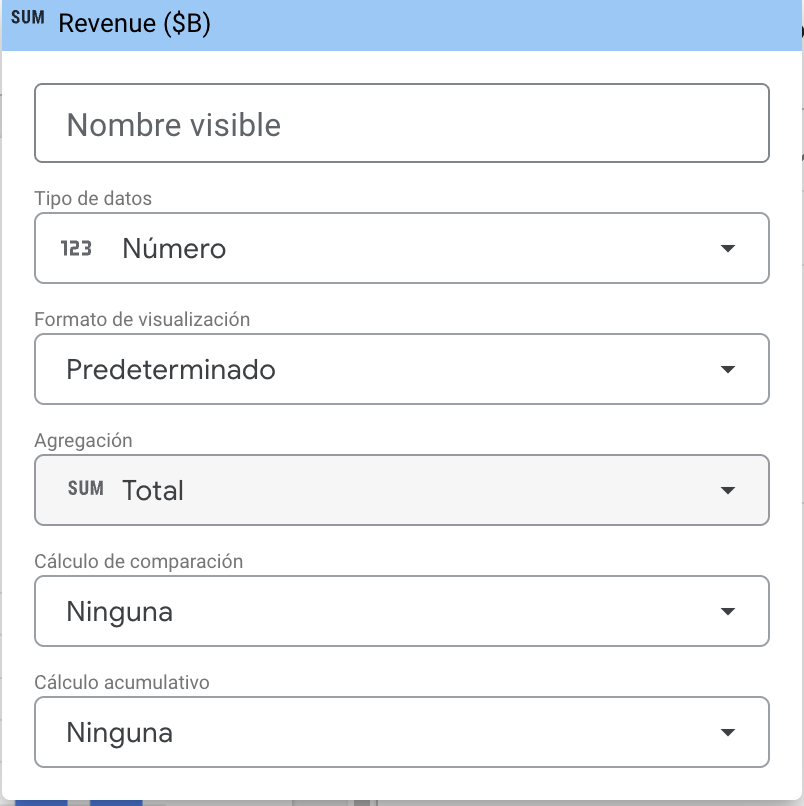 SUM Revenue ($B)
Nombre visible
Tipo de datos
123 Número
Formato de visualización
Predeterminado
Agregación
SUM Total
Cálculo de comparación
Ninguna
Cálculo acumulativo
Ninguna